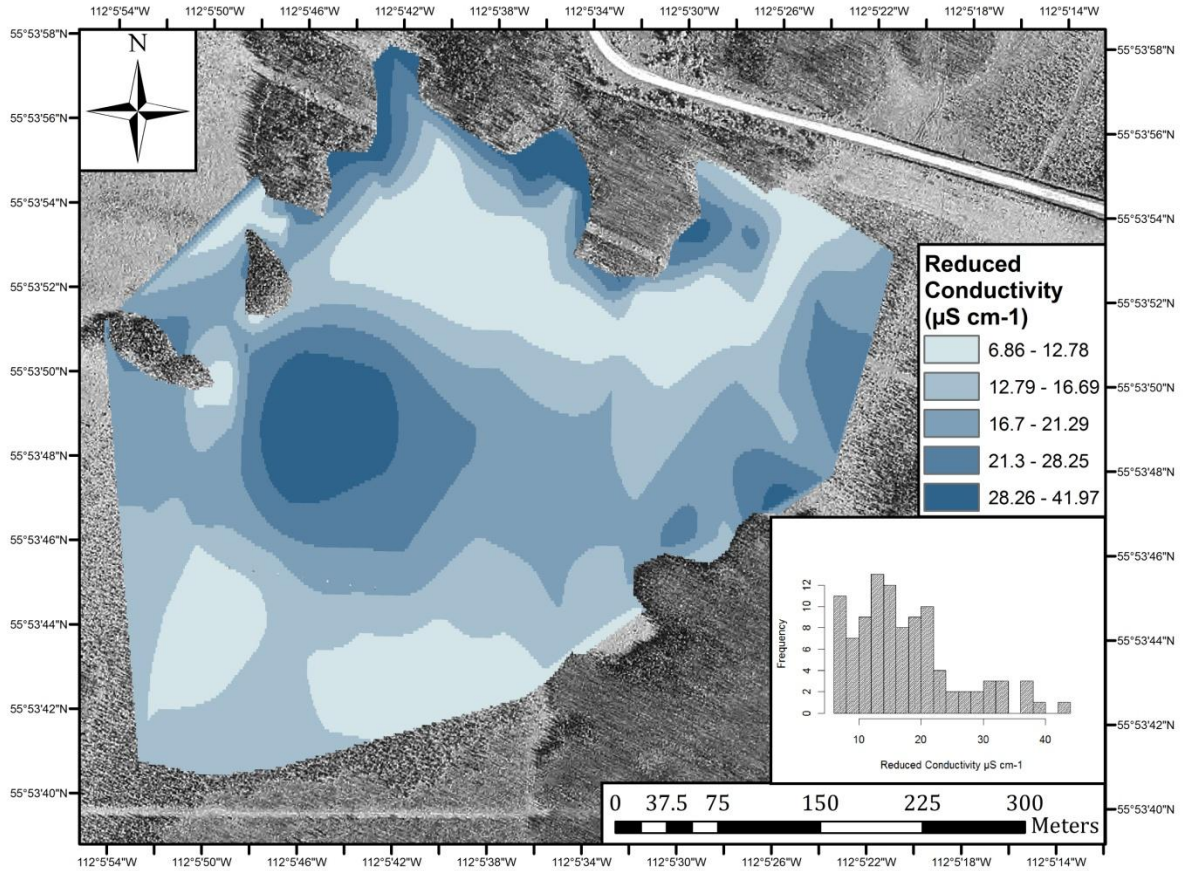 112°5'54"W 112°5'50"W 112°5'46"W 112°5'42"W 112°5'38"W 112°5'34"W 112°5'30"W 112°5'26"W 112°5'22"W 112°5'18"W 112°5'14"W
55°53'58"N
55°53'56"N
55°53'54"N
55°53'52"N
55°53'50"N
55°53'48"N
55°53'46"N
55°53'44"N
55°53'42"N
55°53'40"N
N
55°53'58"N
55°53'56"N
55°53'54"N
55°53'52"N
55°53'50"N
55°53'48"N
55°53'46"N
55°53'44"N
55°53'42"N
55°53'40"N
Reduced
Conductivity
(µS cm-1)
6.86 - 12.78
12.79 - 16.69
16.7 - 21.29
21.3 - 28.25
28.26 - 41.97
Frequency
12
10
8
6
4
2
0
10 20 30 40
Reduced Conductivity µS cm-1
0 37.5 75 150 225 300
Meters
112°5'54"W 112°5'50"W 112°5'46"W 112°5'42"W 112°5'38"W 112°5'34"W 112°5'30"W 112°5'26"W 112°5'22"W 112°5'18"W 112°5'14"W